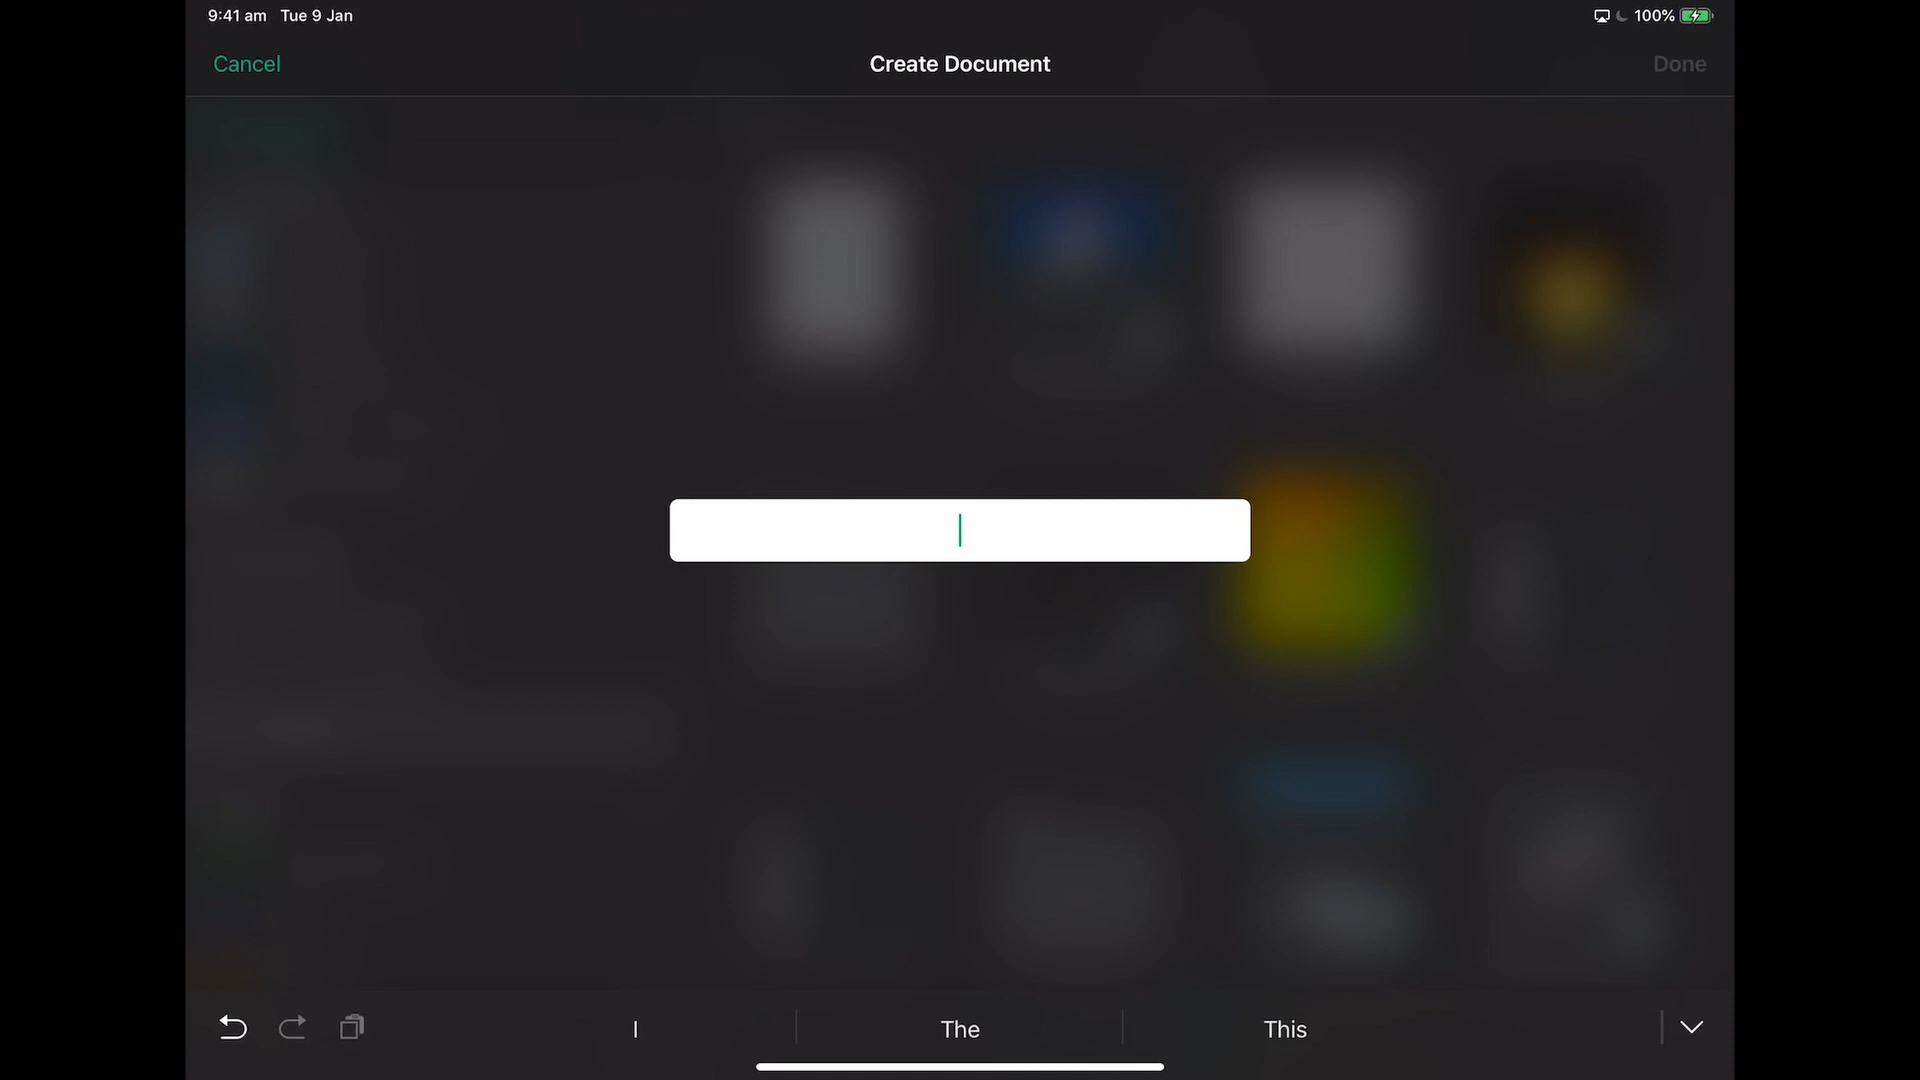 9:41 am Tue 9 Jan
100%
Cancel
Create Document
Done
I
The
This